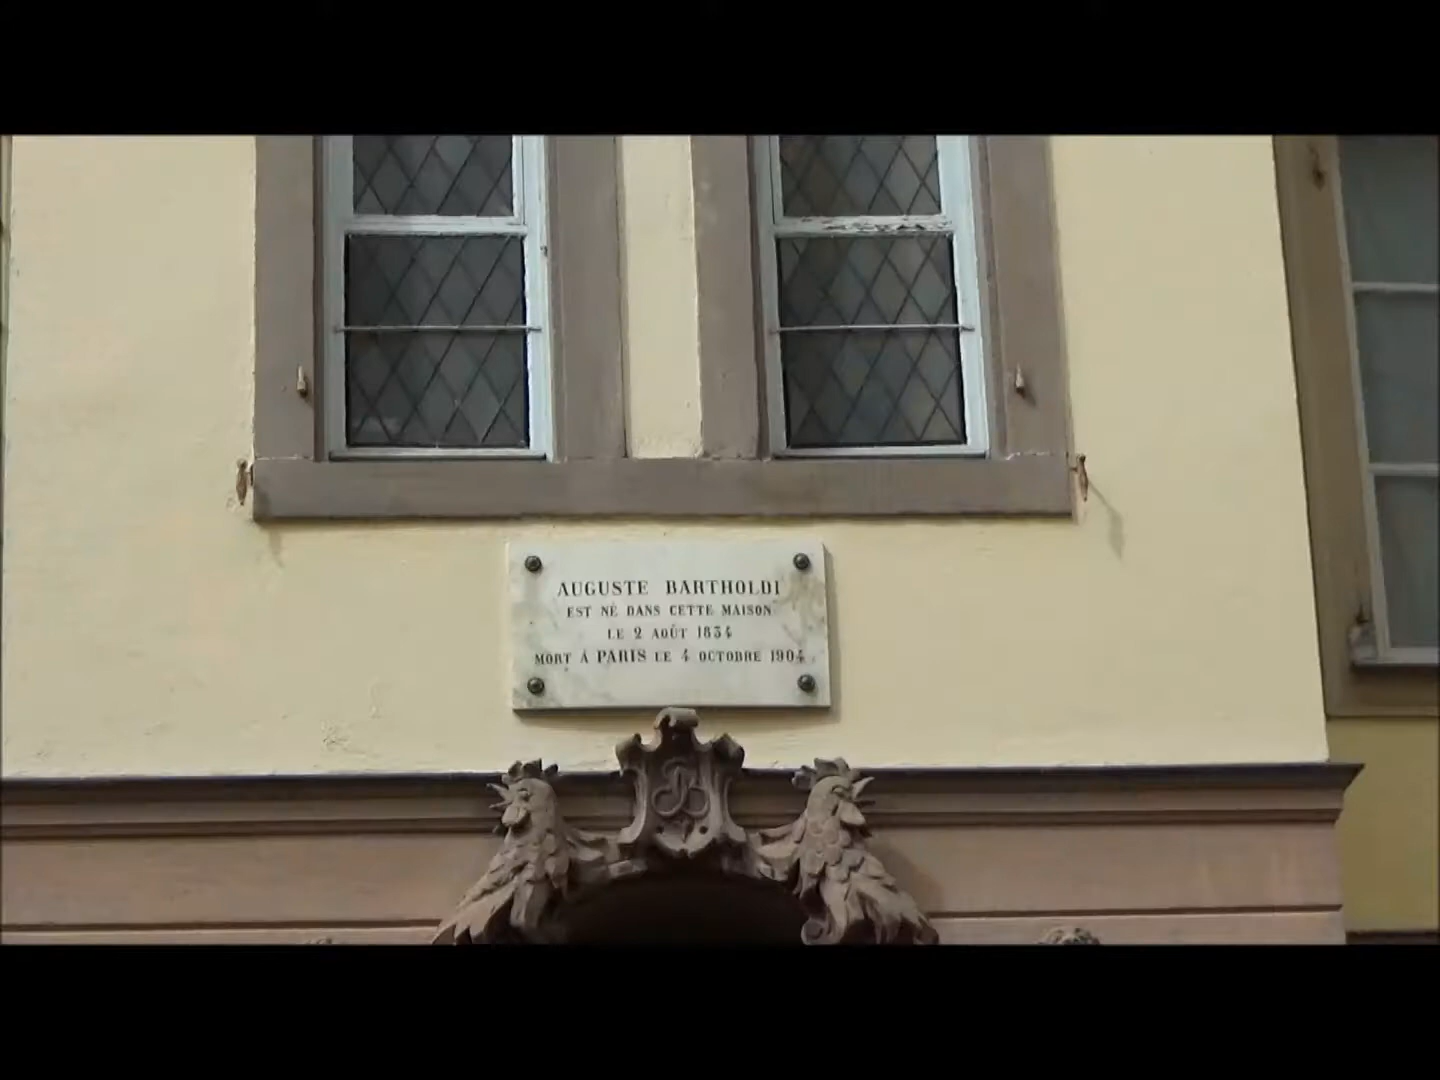 AUGUSTE BARTHOLDI
EST NÉ DANS CETTE MAISON
LE 2 AOÛT 1834
MORT À PARIS LE 4 OCTOBRE 1904